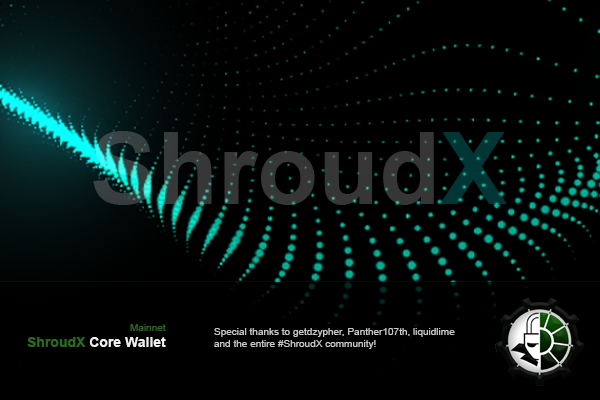 ShroudX
Mainnet
ShroudX Core Wallet
Special thanks to getdzypher, Panther107th, liquidlime
and the entire #ShroudX community!